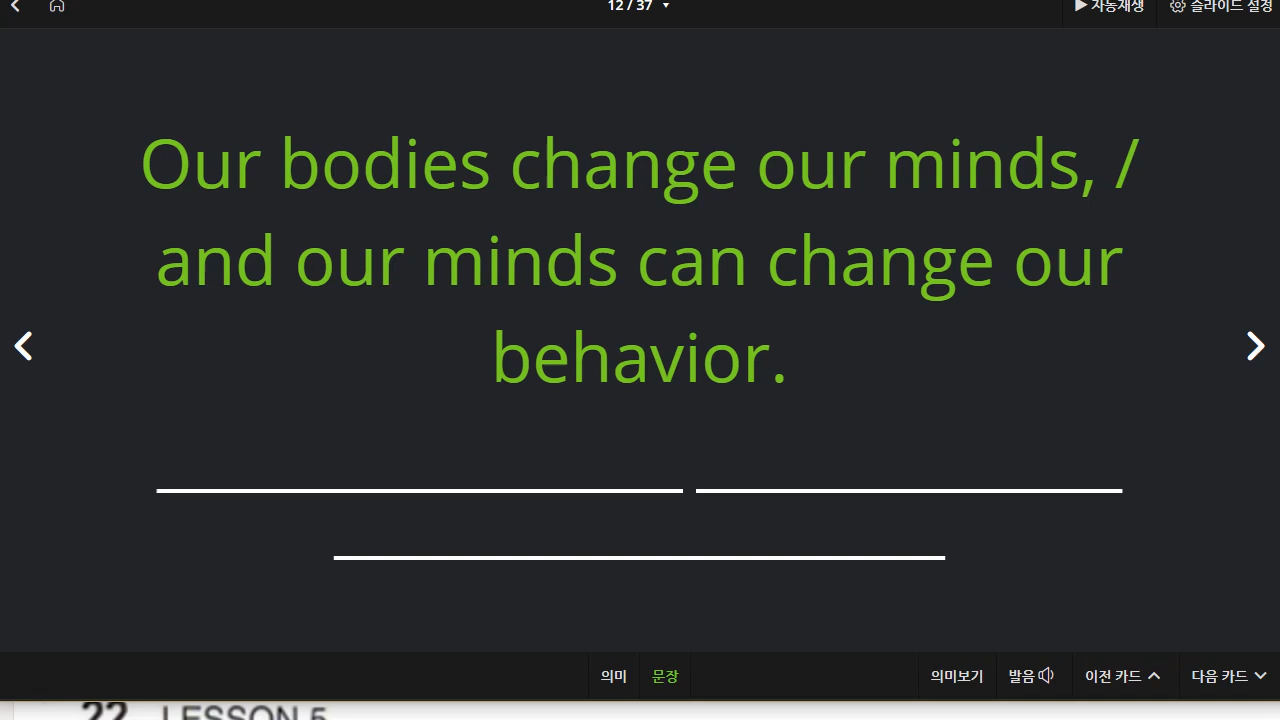 12 / 37
자동재생
슬라이드 설정
Our bodies change our minds, /
and our minds can change our
behavior.
의미
문장
의미보기
발음
이전 카드
다음 카드
22 LESSON 5